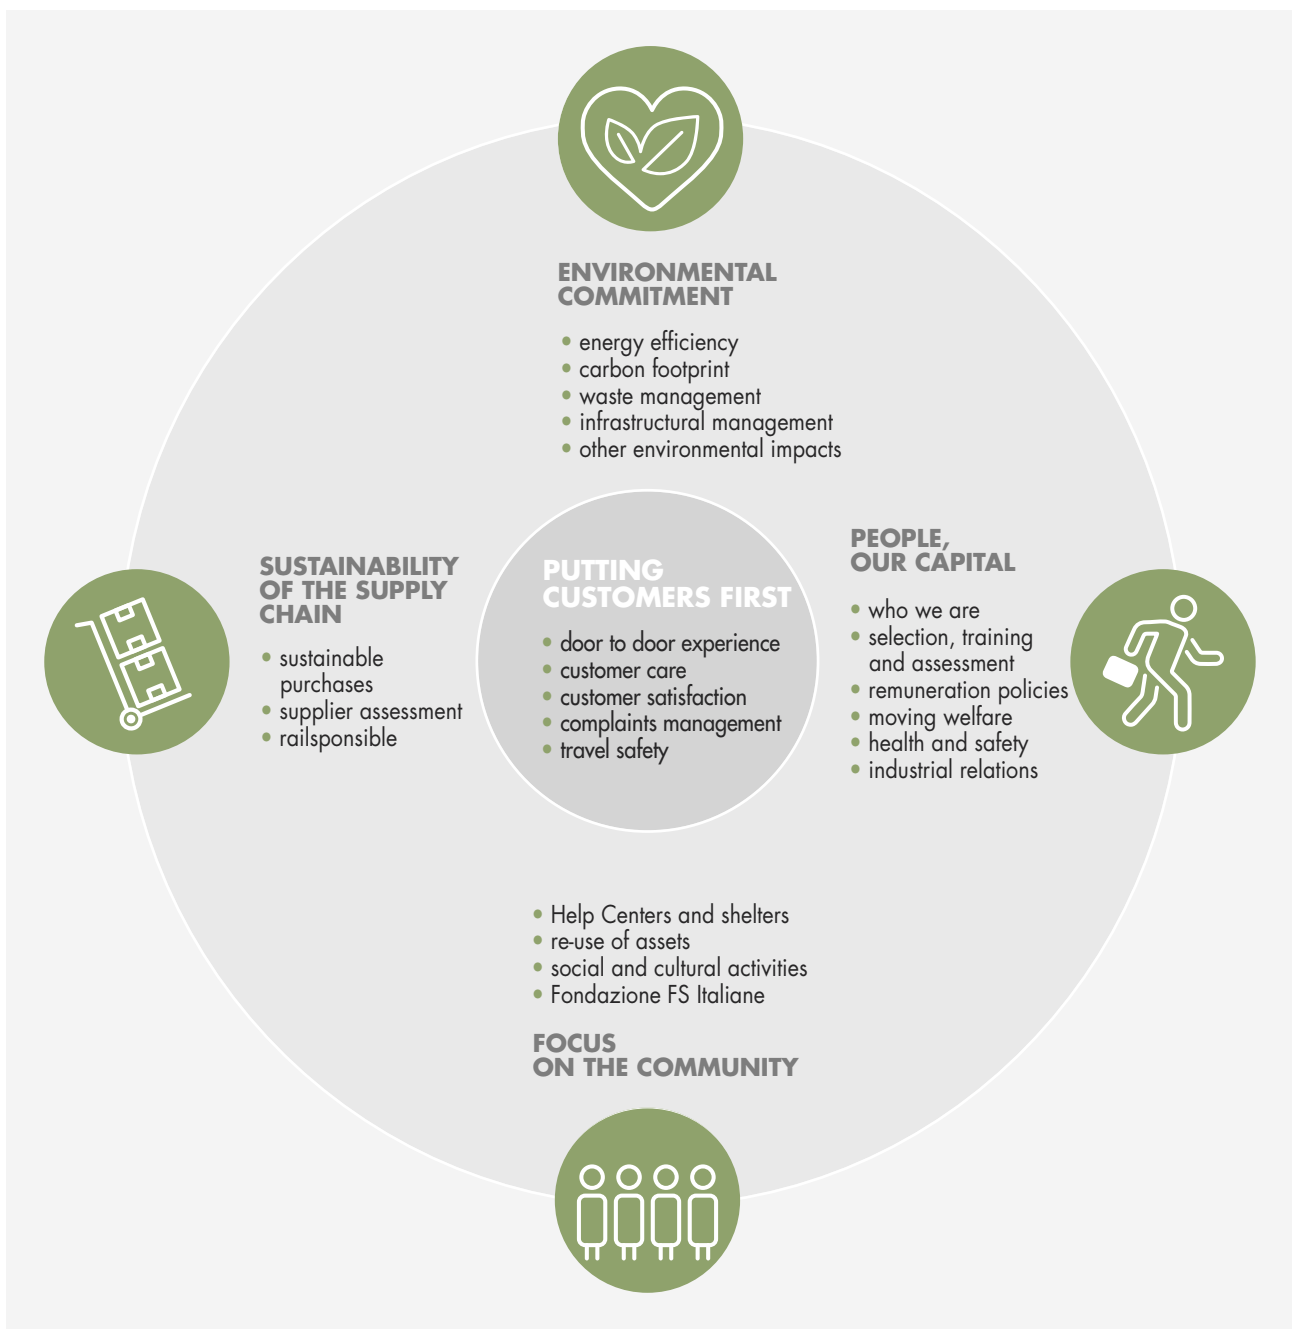 ENVIRONMENTAL
COMMITMENT
• energy efficiency
• carbon footprint
• waste management
• infrastructural management
• other environmental impacts
SUSTAINABILITY
OF THE SUPPLY
CHAIN
• sustainable
purchases
• supplier assessment
• railsponsible
PUTTING
CUSTOMERS FIRST
• door to door experience
• customer care
• customer satisfaction
• complaints management
• travel safety
PEOPLE,
OUR CAPITAL
• who we are
• selection, training
and assessment
• remuneration policies
• moving welfare
• health and safety
• industrial relations
• Help Centers and shelters
• re-use of assets
• social and cultural activities
• Fondazione FS Italiane
FOCUS
ON THE COMMUNITY